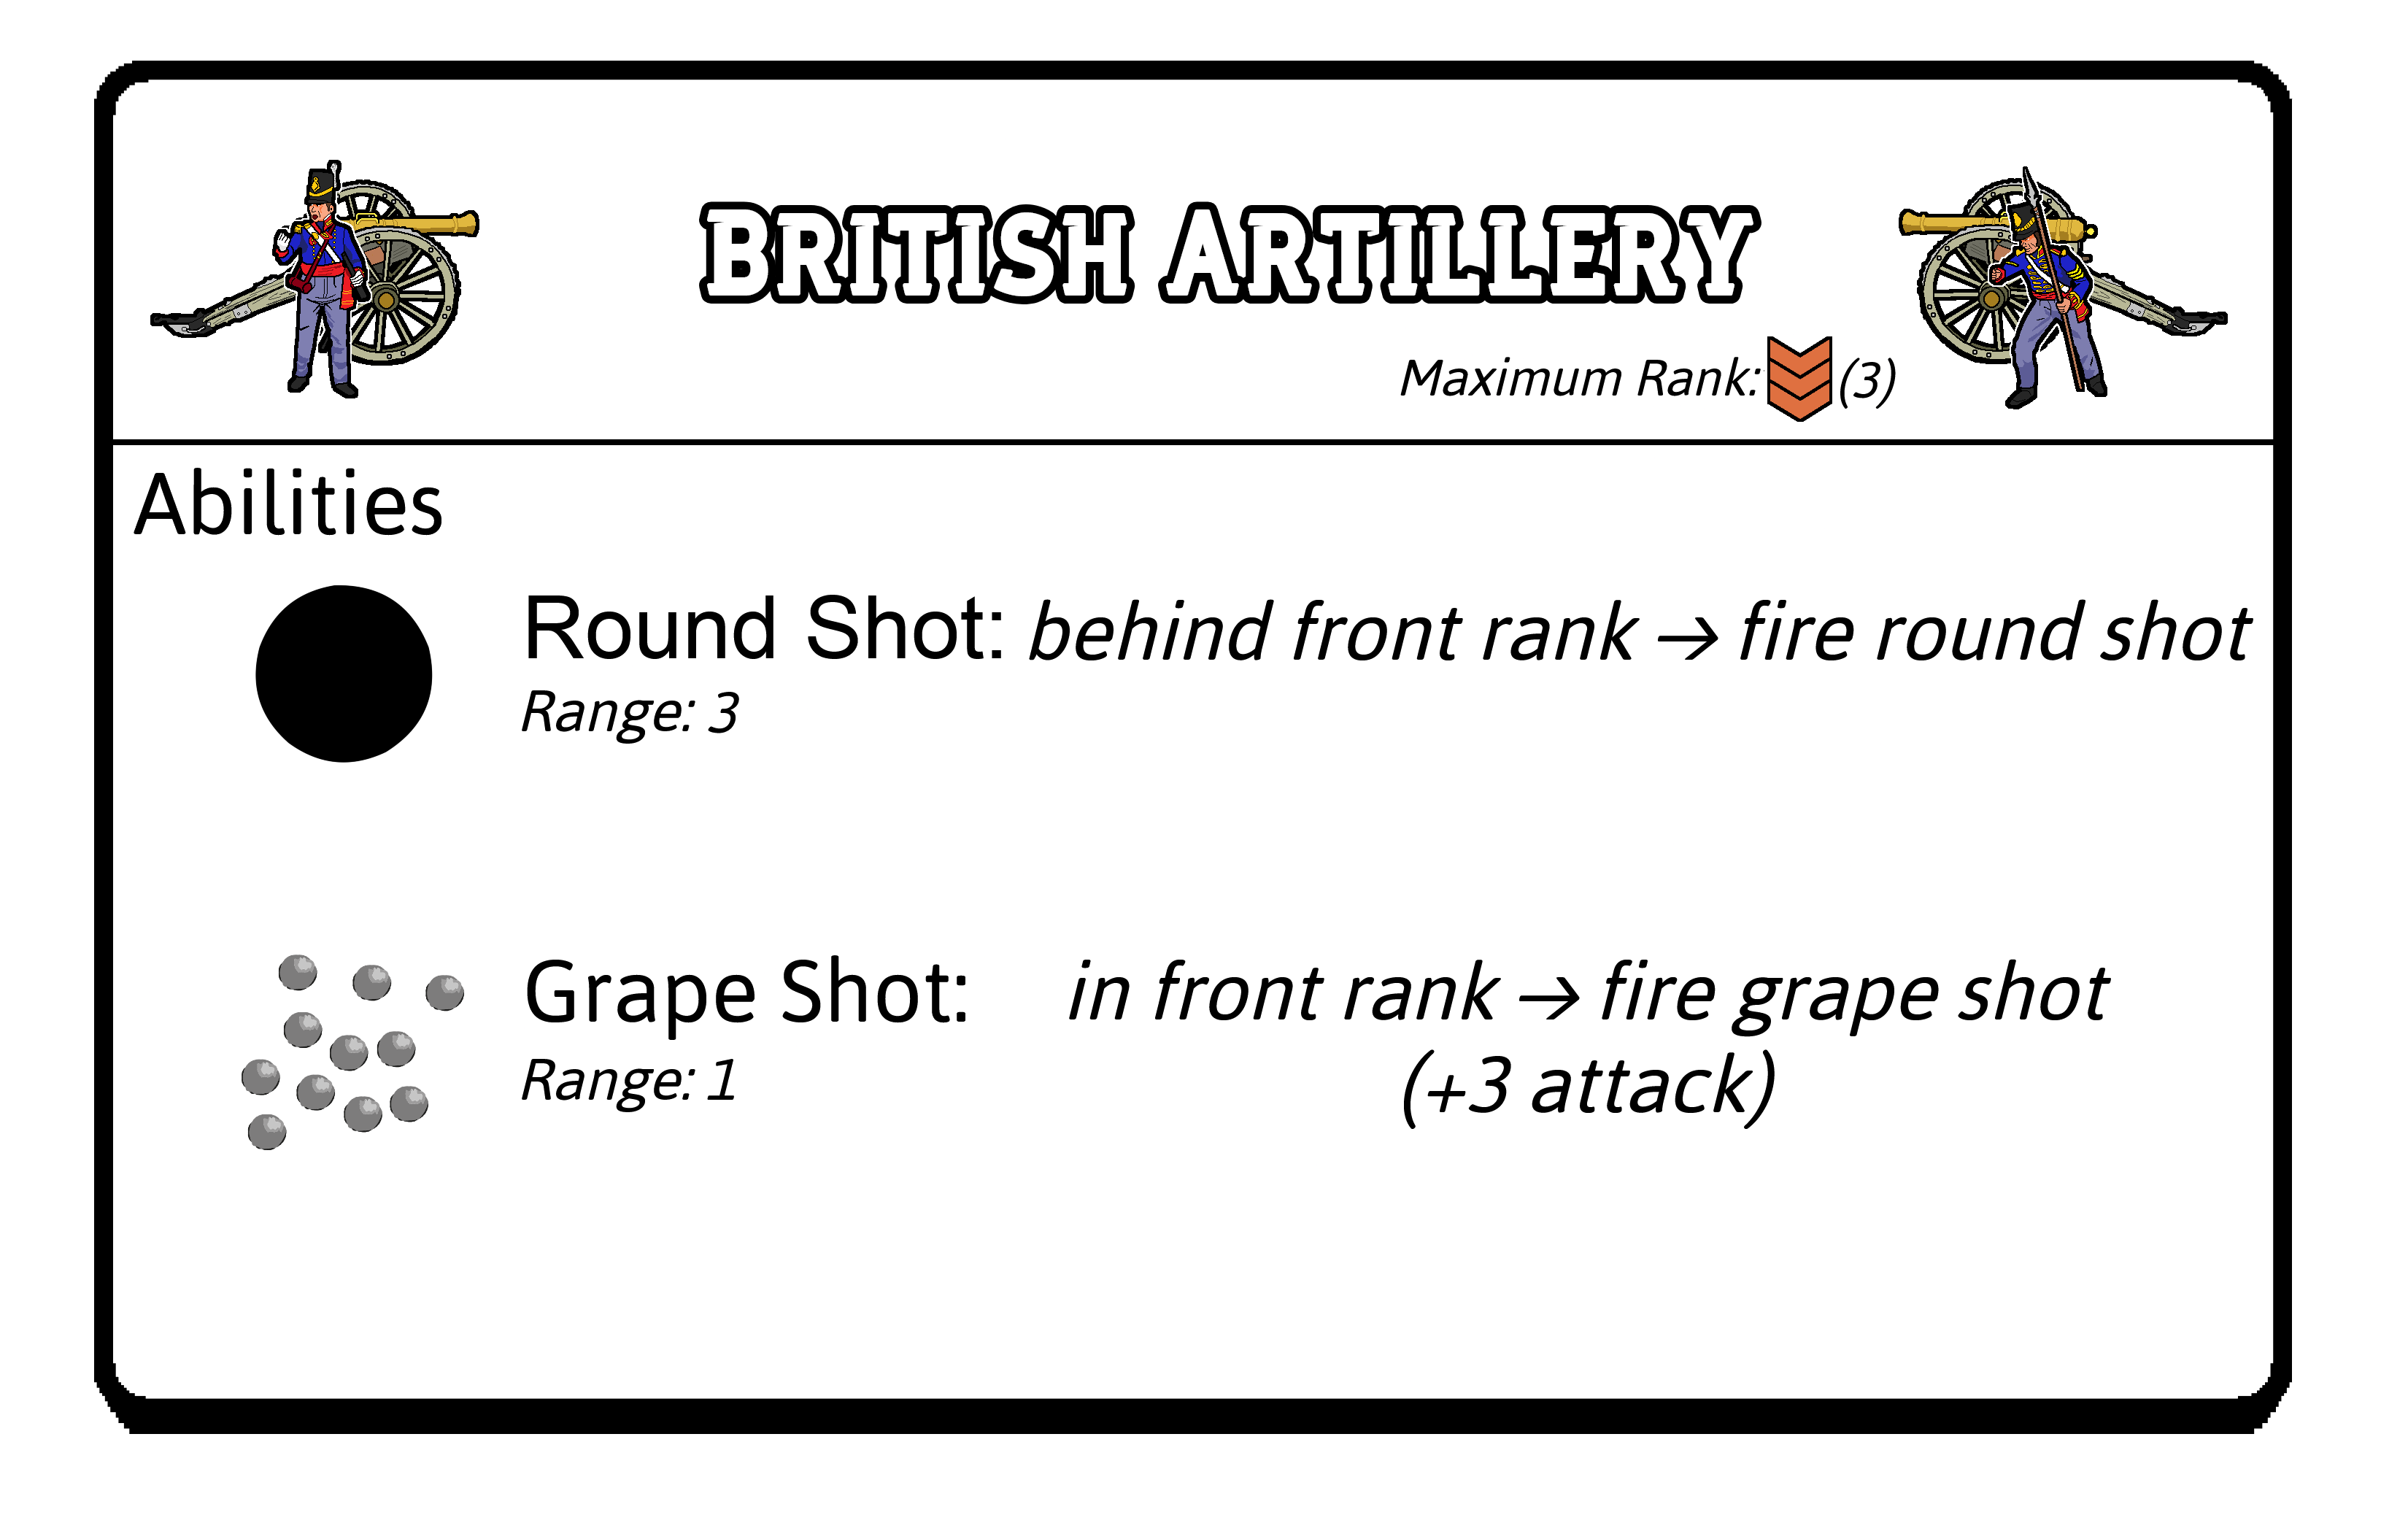 BRITISH ARTILLERY
Maximum Rank: (3)
Abilities
Round Shot: behind front rank → fire round shot
Range: 3
Grape Shot: in front rank → fire grape shot
Range: 1 (+3 attack)